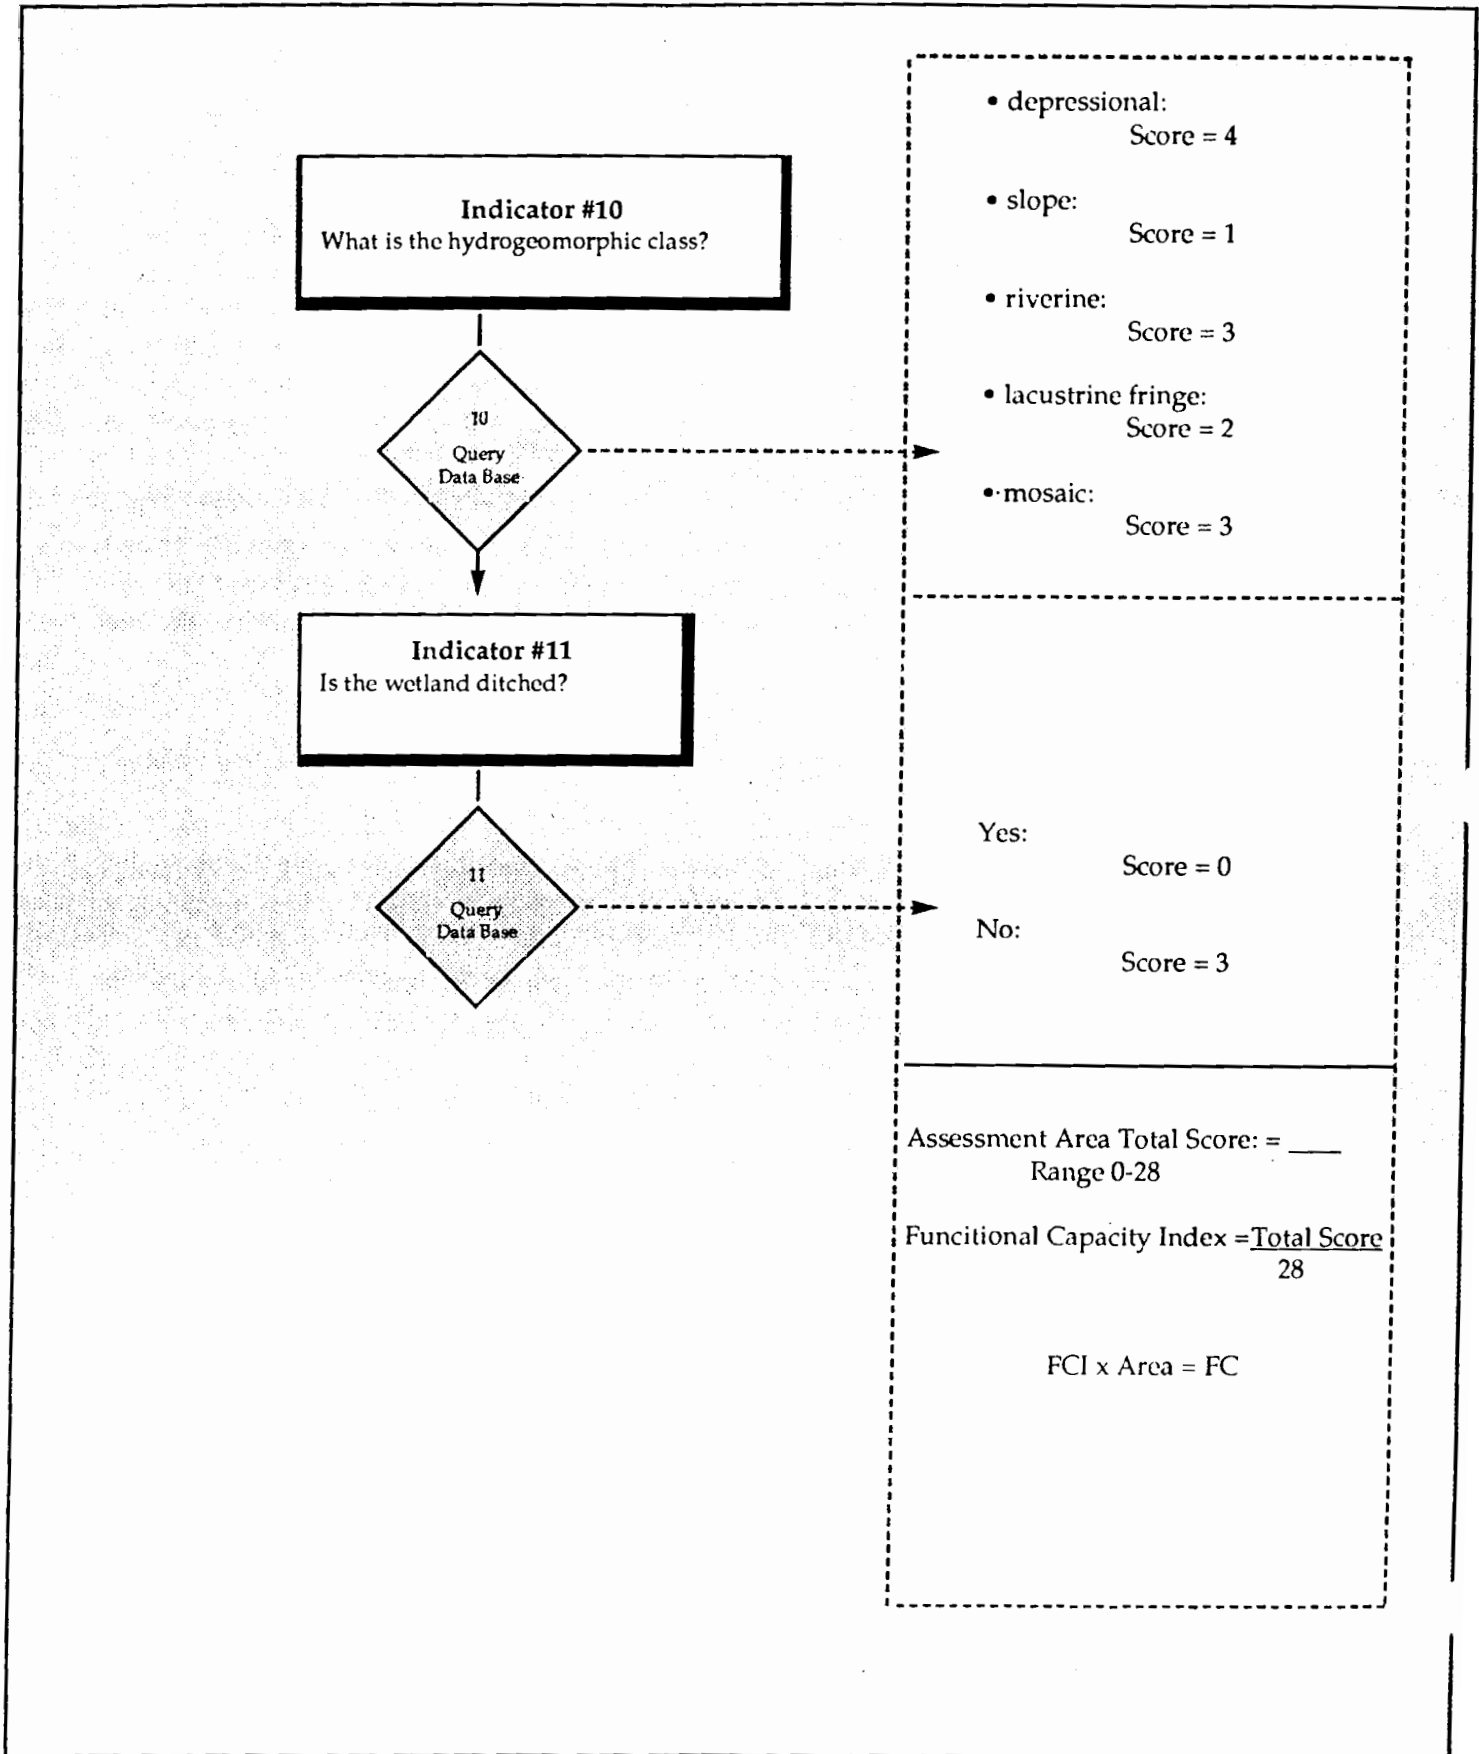 Indicator #10
What is the hydrogeomorphic class?
10
Query
Data Base
• depressional:
Score = 4
• slope:
Score = 1
• riverine:
Score = 3
• lacustrine fringe:
Score = 2
• mosaic:
Score = 3
Indicator #11
Is the wetland ditched?
11
Query
Data Base
Yes:
Score = 0
No:
Score = 3
Assessment Area Total Score: = ____
Range 0-28
Funcitional Capacity Index =Total Score
28
FCI x Area = FC